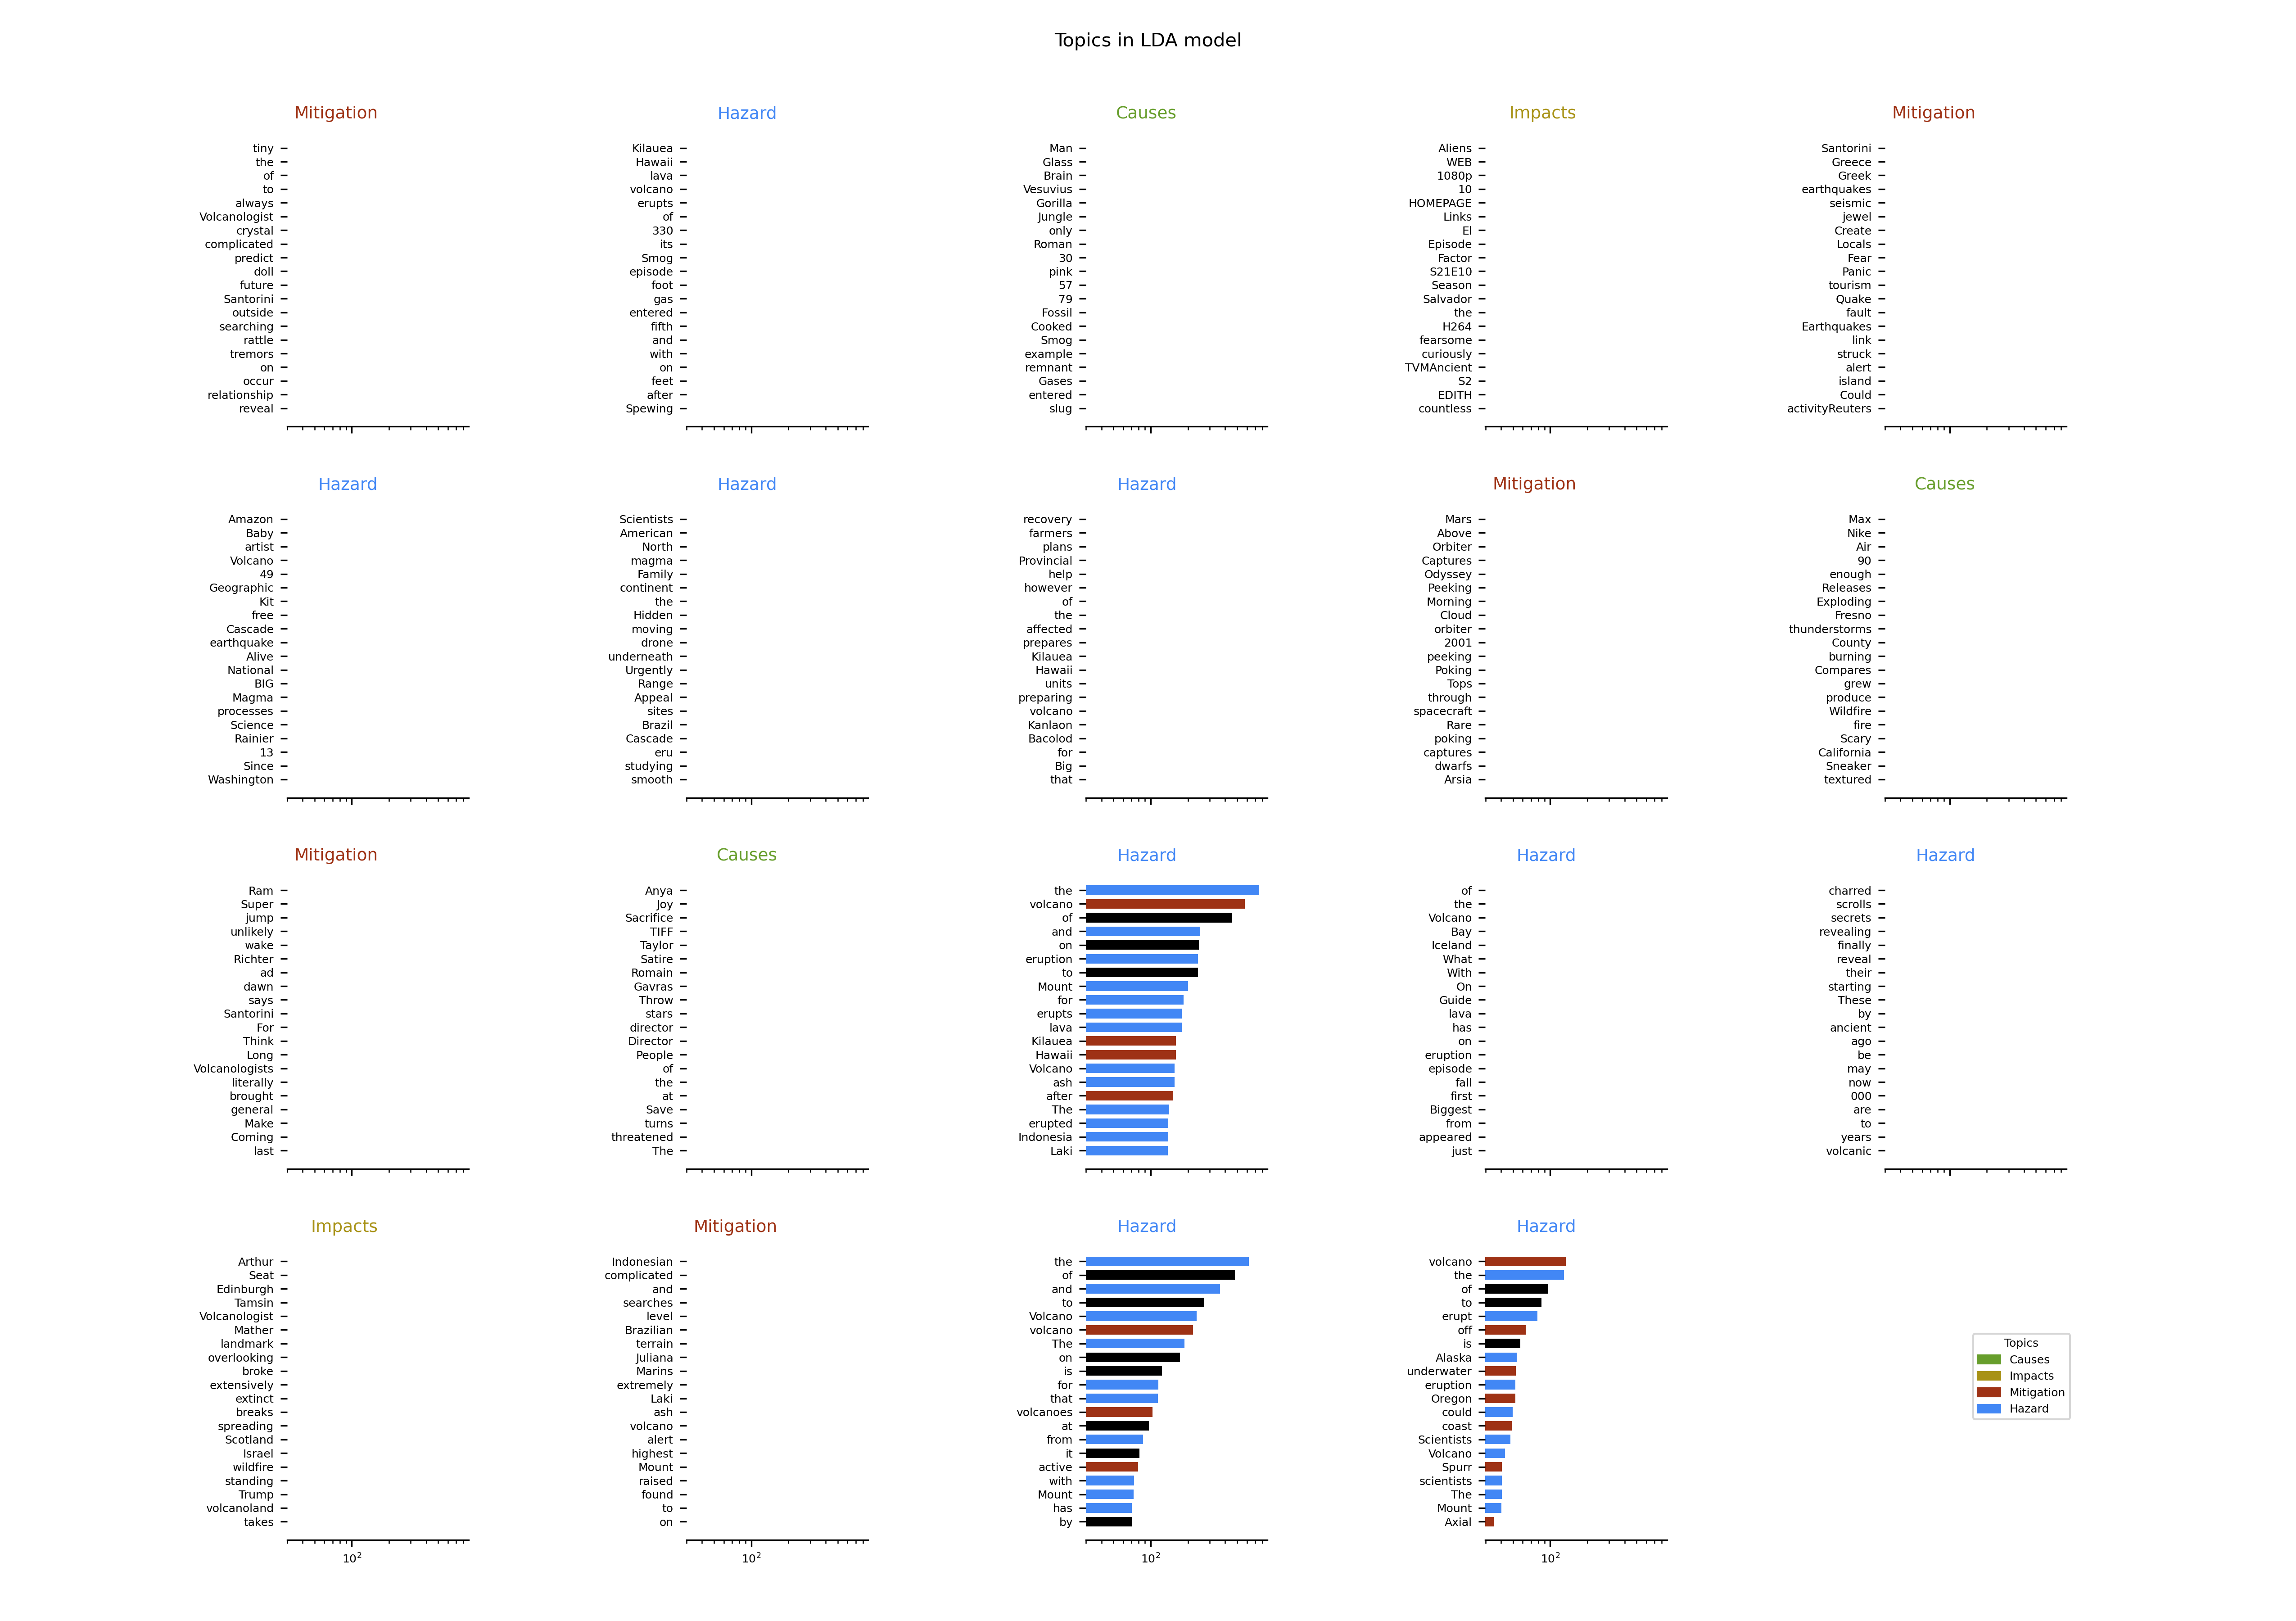 Topics in LDA model
Mitigation
tiny
the
of
to
always
Volcanologist
crystal
complicated
predict
doll
future
Santorini
outside
searching
rattle
tremors
on
occur
relationship
reveal
Hazard
Kilauea
Hawaii
lava
volcano
erupts
of
330
its
Smog
episode
foot
gas
entered
fifth
and
with
on
feet
after
Spewing
Causes
Man
Glass
Brain
Vesuvius
Gorilla
Jungle
only
Roman
30
pink
57
79
Fossil
Cooked
Smog
example
remnant
Gases
entered
slug
Impacts
Aliens
WEB
1080p
10
HOMEPAGE
Links
El
Episode
Factor
S21E10
Season
Salvador
the
H264
fearsome
curiously
TVMAncient
S2
EDITH
countless
Mitigation
Santorini
Greece
Greek
earthquakes
seismic
jewel
Create
Locals
Fear
Panic
tourism
Quake
fault
Earthquakes
link
struck
alert
island
Could
activityReuters
Hazard
Amazon
Baby
artist
Volcano
49
Geographic
Kit
free
Cascade
earthquake
Alive
National
BIG
Magma
processes
Science
Rainier
13
Since
Washington
Hazard
Scientists
American
North
magma
Family
continent
the
Hidden
moving
drone
underneath
Urgently
Range
Appeal
sites
Brazil
Cascade
eru
studying
smooth
Hazard
recovery
farmers
plans
Provincial
help
however
of
the
affected
prepares
Kilauea
Hawaii
units
preparing
volcano
Kanlaon
Bacolod
for
Big
that
Mitigation
Mars
Above
Orbiter
Captures
Odyssey
Peeking
Morning
Cloud
orbiter
2001
peeking
Poking
Tops
through
spacecraft
Rare
poking
captures
dwarfs
Arsia
Causes
Max
Nike
Air
90
enough
Releases
Exploding
Fresno
thunderstorms
County
burning
Compares
grew
produce
Wildfire
fire
Scary
California
Sneaker
textured
Mitigation
Ram
Super
jump
unlikely
wake
Richter
ad
dawn
says
Santorini
For
Think
Long
Volcanologists
literally
brought
general
Make
Coming
last
Causes
Anya
Joy
Sacrifice
TIFF
Taylor
Satire
Romain
Gavras
Throw
stars
director
Director
People
of
the
at
Save
turns
threatened
The
Hazard
the
volcano
of
and
on
eruption
to
Mount
for
erupts
lava
Kilauea
Hawaii
Volcano
ash
after
The
erupted
Indonesia
Laki
Hazard
of
the
Volcano
Bay
Iceland
What
With
On
Guide
lava
has
on
eruption
episode
fall
first
Biggest
from
appeared
just
Hazard
charred
scrolls
secrets
revealing
finally
reveal
their
starting
These
by
ancient
ago
be
may
now
000
are
to
years
volcanic
Impacts
Arthur
Seat
Edinburgh
Tamsin
Volcanologist
Mather
landmark
overlooking
broke
extensively
extinct
breaks
spreading
Scotland
Israel
wildfire
standing
Trump
volcanoland
takes
10²
Mitigation
Indonesian
complicated
and
searches
level
Brazilian
terrain
Juliana
Marins
extremely
Laki
ash
volcano
alert
highest
Mount
raised
found
to
on
10²
Hazard
the
of
and
to
Volcano
volcano
The
on
is
for
that
volcanoes
at
from
it
active
with
Mount
has
by
10²
Hazard
volcano
the
of
to
erupt
off
is
Alaska
underwater
eruption
Oregon
could
coast
Scientists
Volcano
Spurr
scientists
The
Mount
Axial
10²
Topics
Causes
Impacts
Mitigation
Hazard